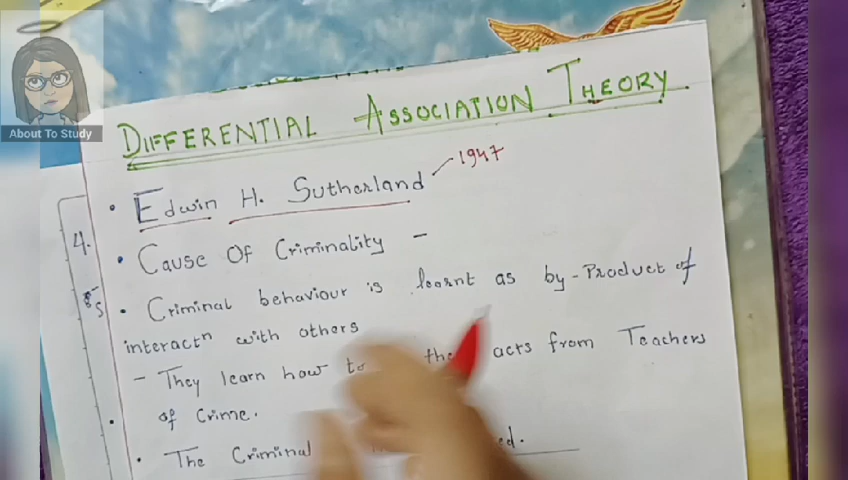 About To Study
DIFFERENTIAL ASSOCIATION THEORY
• Edwin H. Sutherland 1947
4.
• Cause Of Criminality -
• Criminal behaviour is learnt as by-Product of
interactn with others
- They learn how to the acts from Teachers
of Crime.
• The Criminal